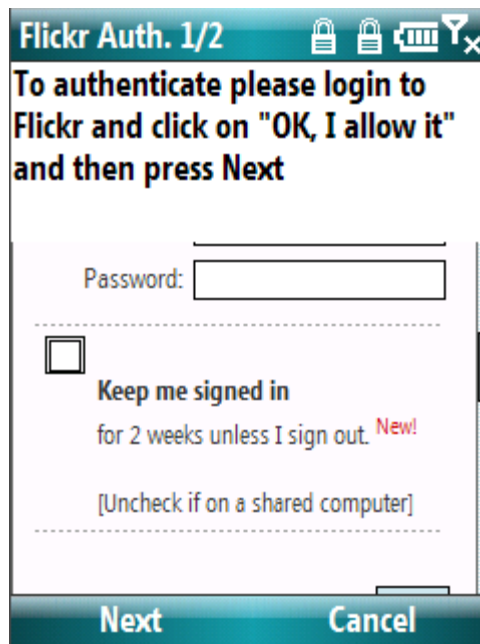 Flickr Auth. 1/2
To authenticate please login to
Flickr and click on "OK, I allow it"
and then press Next
Password:
Keep me signed in
for 2 weeks unless I sign out. New!
[Uncheck if on a shared computer]
Next Cancel